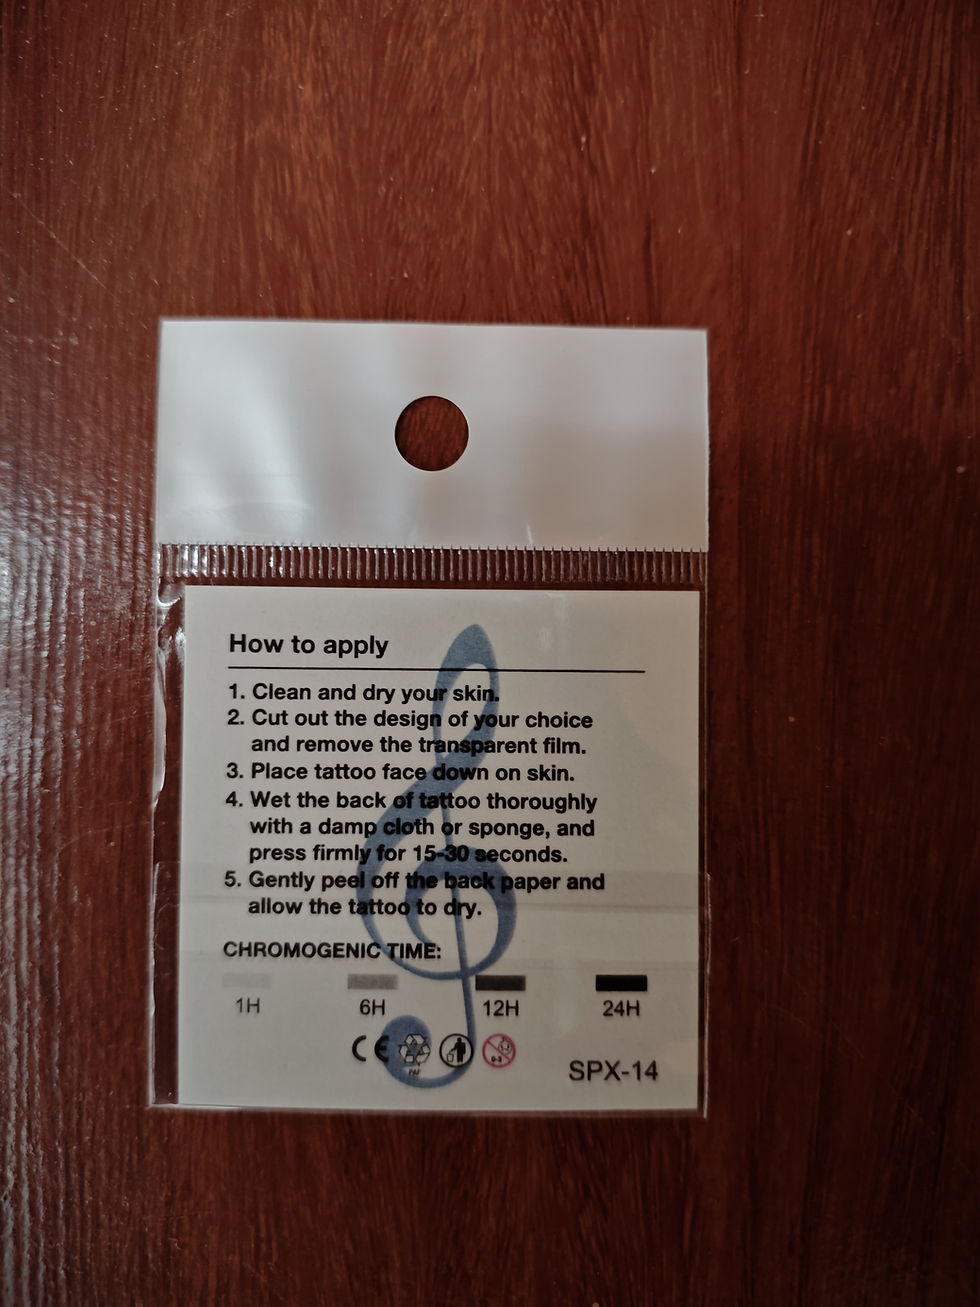 How to apply
1. Clean and dry your skin.
2. Cut out the design of your choice
and remove the transparent film.
3. Place tattoo face down on skin.
4. Wet the back of tattoo thoroughly
with a damp cloth or sponge, and
press firmly for 15-30 seconds.
5. Gently peel off the back paper and
allow the tattoo to dry.
CHROMOGENIC TIME:
1H 6H 12H 24H
CE PAP 0-3
SPX-14